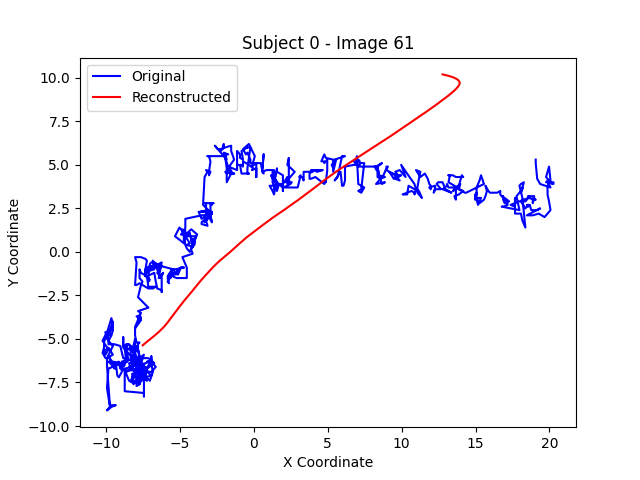 Subject 0 - Image 61
Original
Reconstructed
10.0
7.5
5.0
2.5
0.0
−2.5
−5.0
−7.5
−10.0
Y Coordinate
−10 −5 0 5 10 15 20
X Coordinate